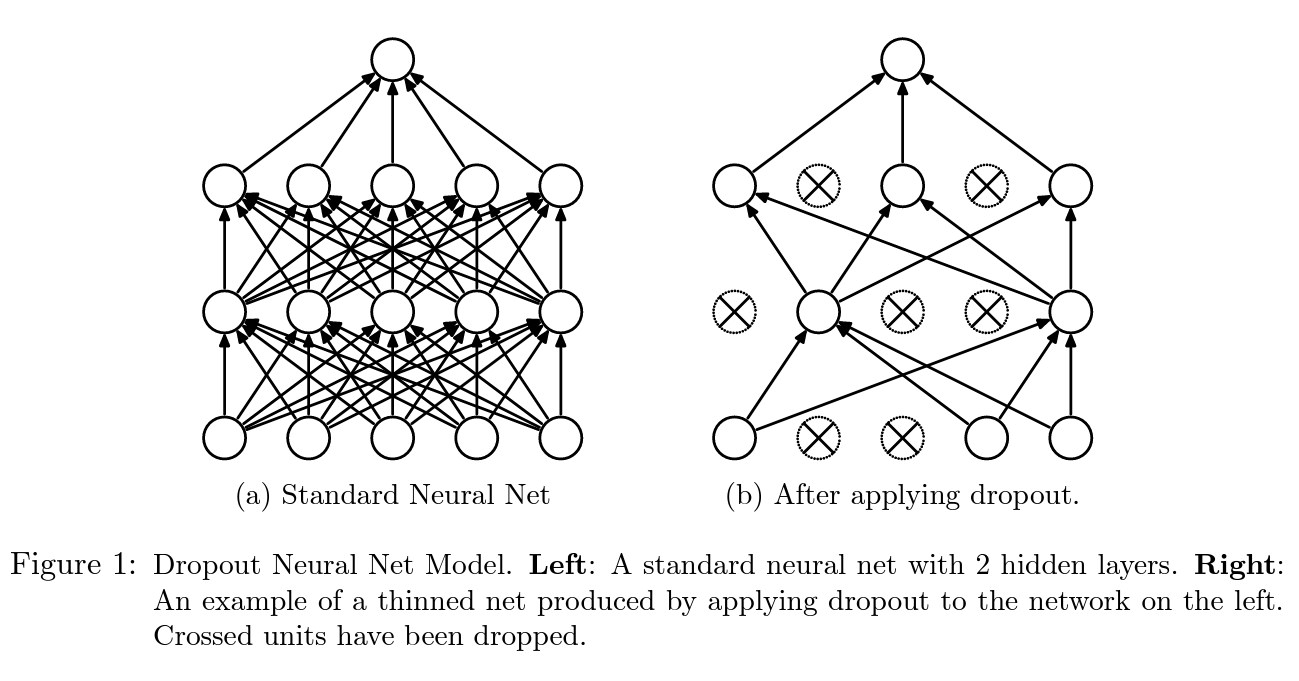 (a) Standard Neural Net
(b) After applying dropout.
Figure 1: Dropout Neural Net Model. Left: A standard neural net with 2 hidden layers. Right:
An example of a thinned net produced by applying dropout to the network on the left.
Crossed units have been dropped.